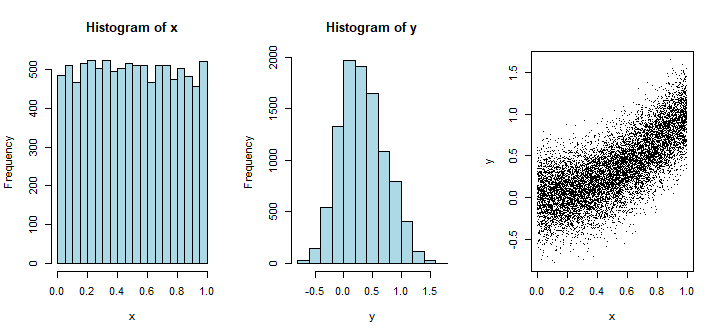 Histogram of x
Frequency
0
100
200
300
400
500
0.0 0.2 0.4 0.6 0.8 1.0
x
Histogram of y
Frequency
0
500
1000
1500
2000
-0.5 0.0 0.5 1.0 1.5
y
y
-0.5
0.0
0.5
1.0
1.5
0.0 0.2 0.4 0.6 0.8 1.0
x